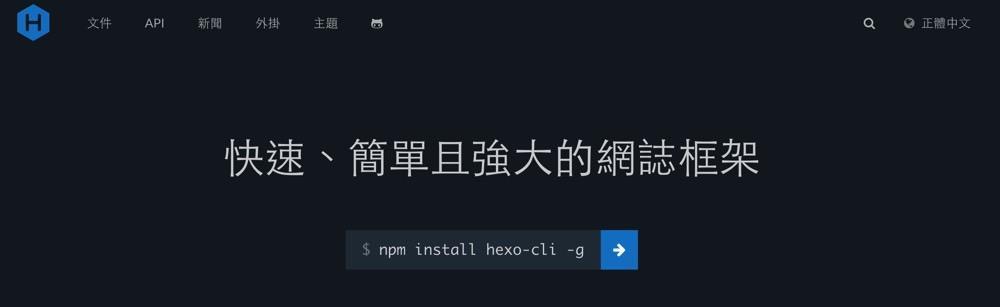 H 文件 API 新聞 外掛 主題 正體中文
快速、簡單且強大的網誌框架
$ npm install hexo-cli -g